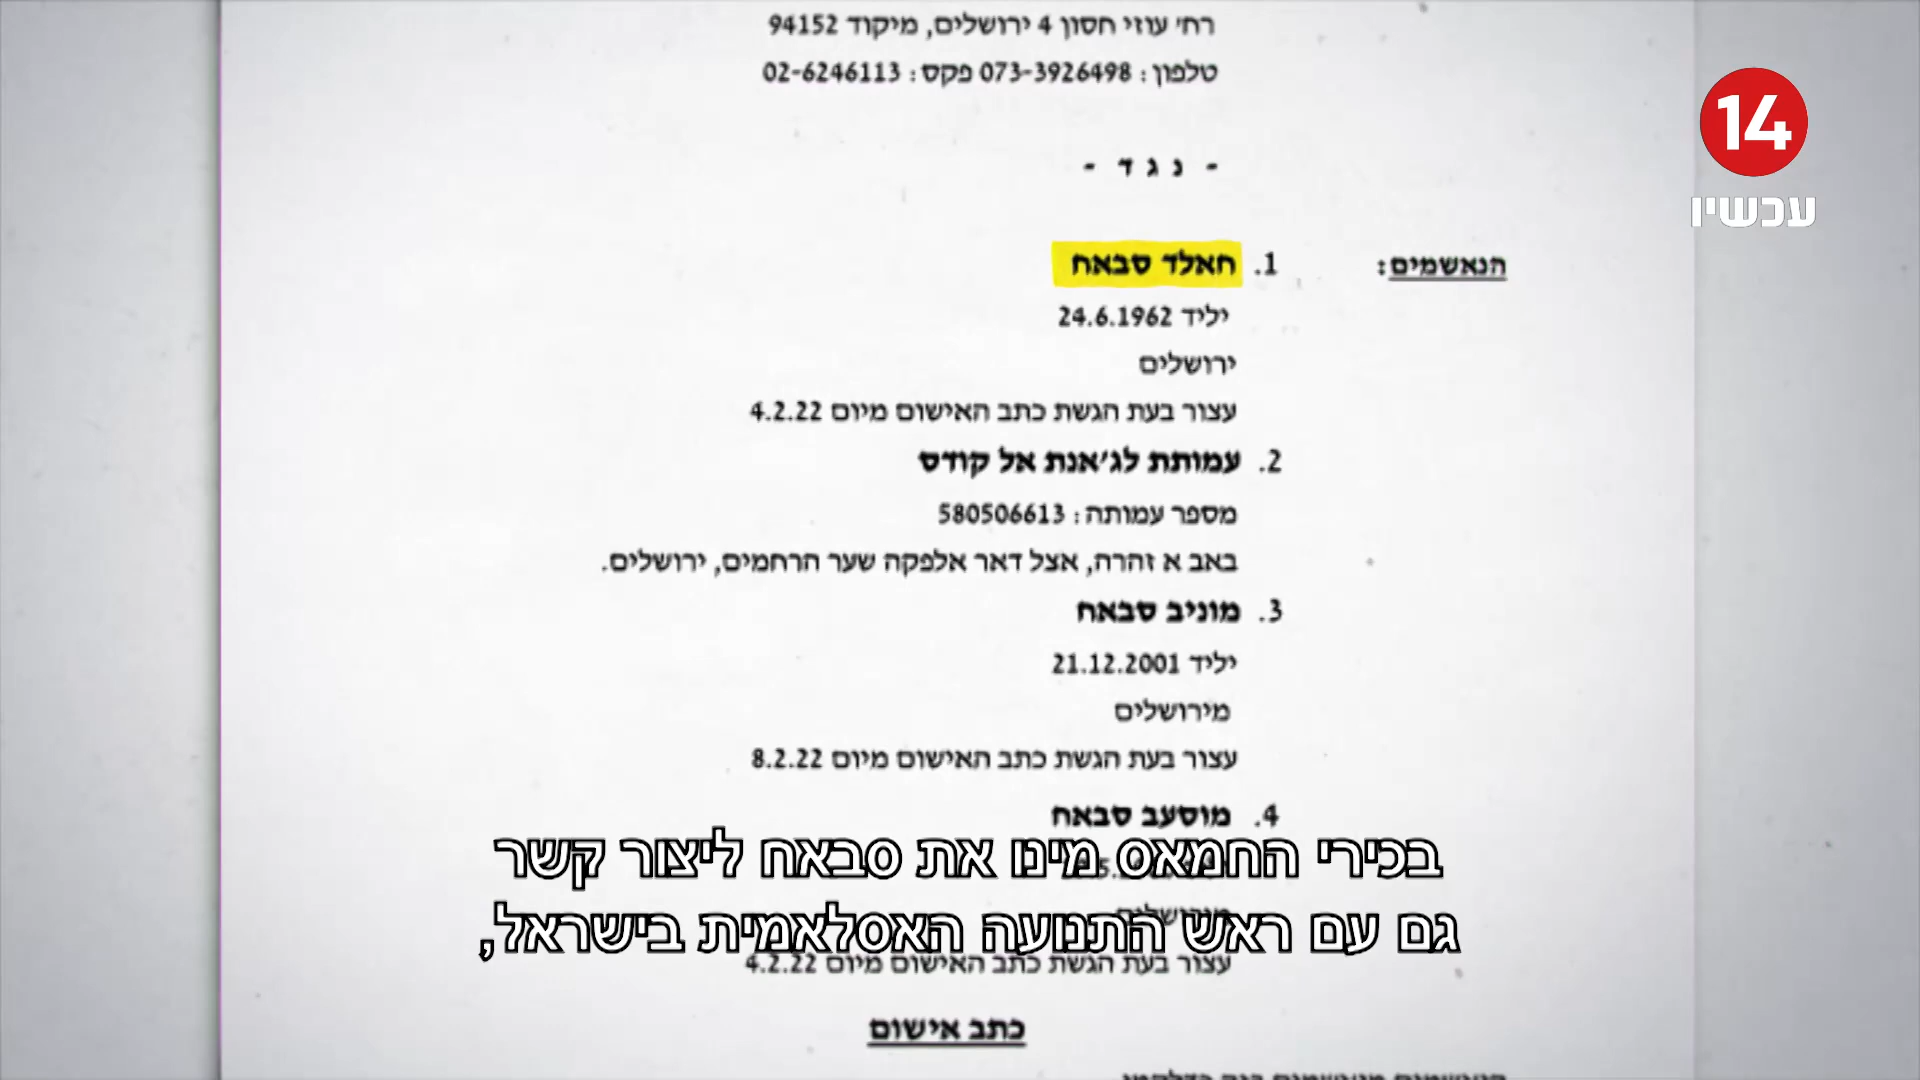 רח' עוזי חסון 4 ירושלים, מיקוד 94152
טלפון: 073-3926498 פקס: 02-6246113
- נ ג ד -
הנאשמים: 1. חאלד סבאח
יליד 24.6.1962
ירושלים
עצור בעת הגשת כתב האישום מיום 4.2.22
2. עמותת לג'אנת אל קודס
מספר עמותה: 580506613
באב א זהרה, אצל דאר אלפקה שער הרחמים, ירושלים.
3. מוניב סבאח
יליד 21.12.2001
מירושלים
עצור בעת הגשת כתב האישום מיום 8.2.22
4. מוסעב סבאח
מירושלים
עצור בעת הגשת כתב האישום מיום 4.2.22
כתב אישום
בכירי החמאס מינו את סבאח ליצור קשר
גם עם ראש התנועה האסלאמית בישראל,
14
עכשיו